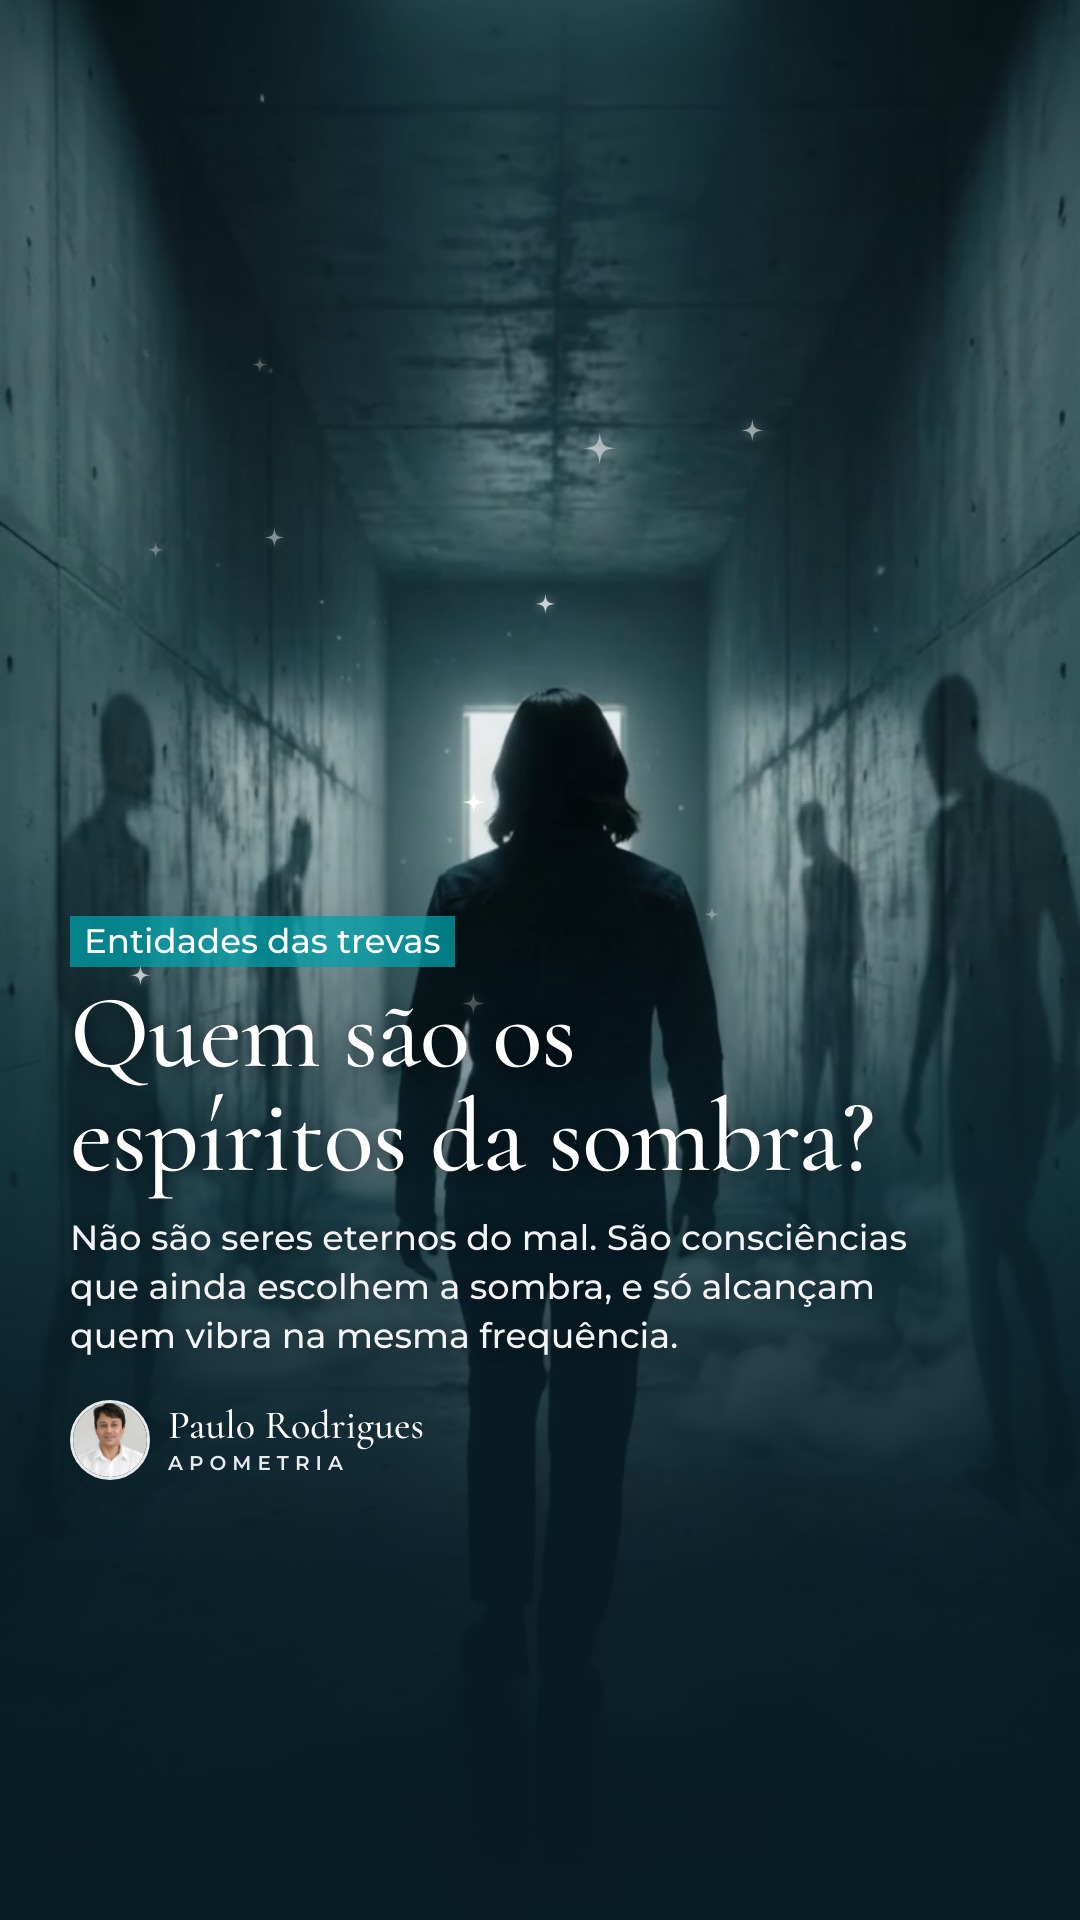 Entidades das trevas
Quem são os
espíritos da sombra?
Não são seres eternos do mal. São consciências
que ainda escolhem a sombra, e só alcançam
quem vibra na mesma frequência.
Paulo Rodrigues
APOMETRIA